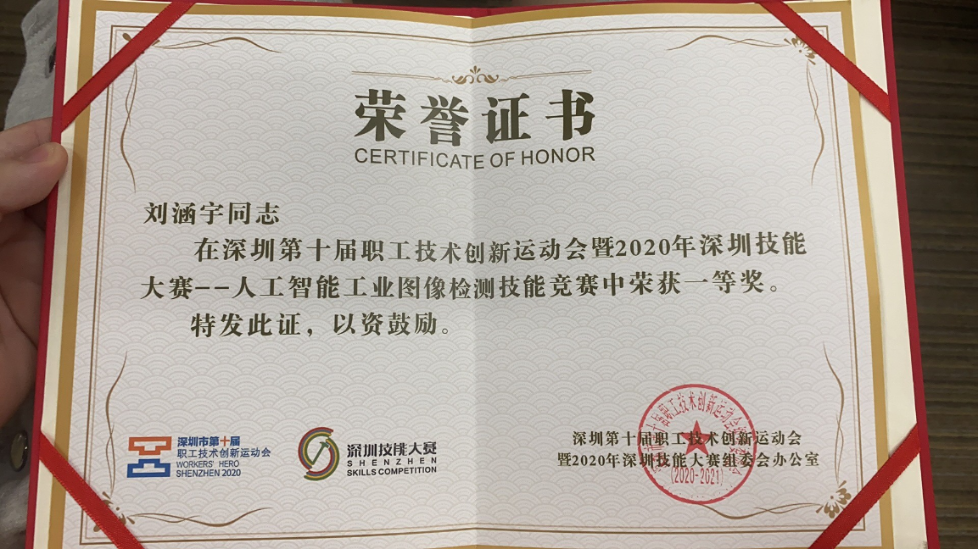 荣誉证书
CERTIFICATE OF HONOR
刘涵宇同志
在深圳第十届职工技术创新运动会暨2020年深圳技能
大赛--人工智能工业图像检测技能竞赛中荣获一等奖。
特发此证，以资鼓励。
深圳市第十届
职工技术创新运动会
WORKERS' HERO
SHENZHEN 2020
深圳技能大赛
SHENZHEN
SKILLS COMPETITION
深圳第十届职工技术创新运动会
暨2020年深圳技能大赛组委会办公室
(2020-2021)